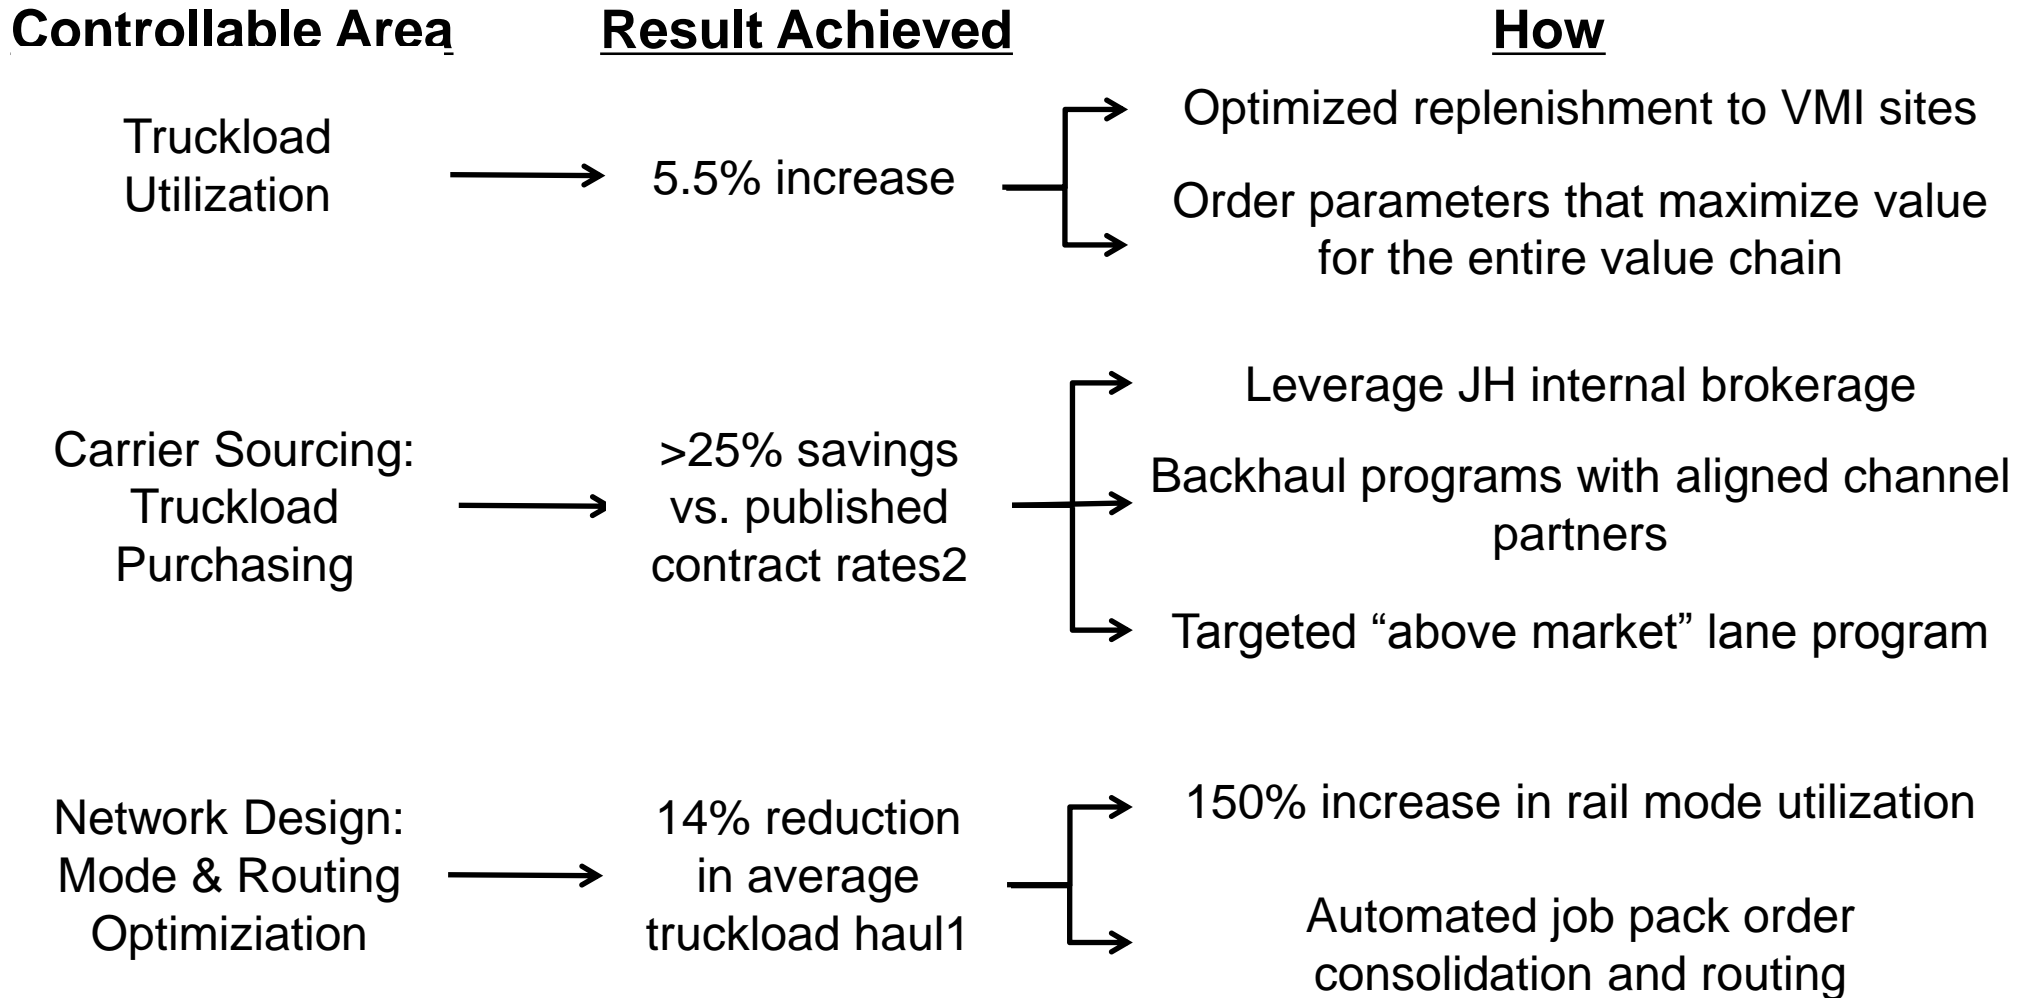 Controllable Area
Result Achieved
How
Truckload
Utilization
5.5% increase
Optimized replenishment to VMI sites
Order parameters that maximize value
for the entire value chain
Carrier Sourcing:
Truckload
Purchasing
>25% savings
vs. published
contract rates2
Leverage JH internal brokerage
Backhaul programs with aligned channel
partners
Targeted “above market” lane program
Network Design:
Mode & Routing
Optimiziation
14% reduction
in average
truckload haul1
150% increase in rail mode utilization
Automated job pack order
consolidation and routing